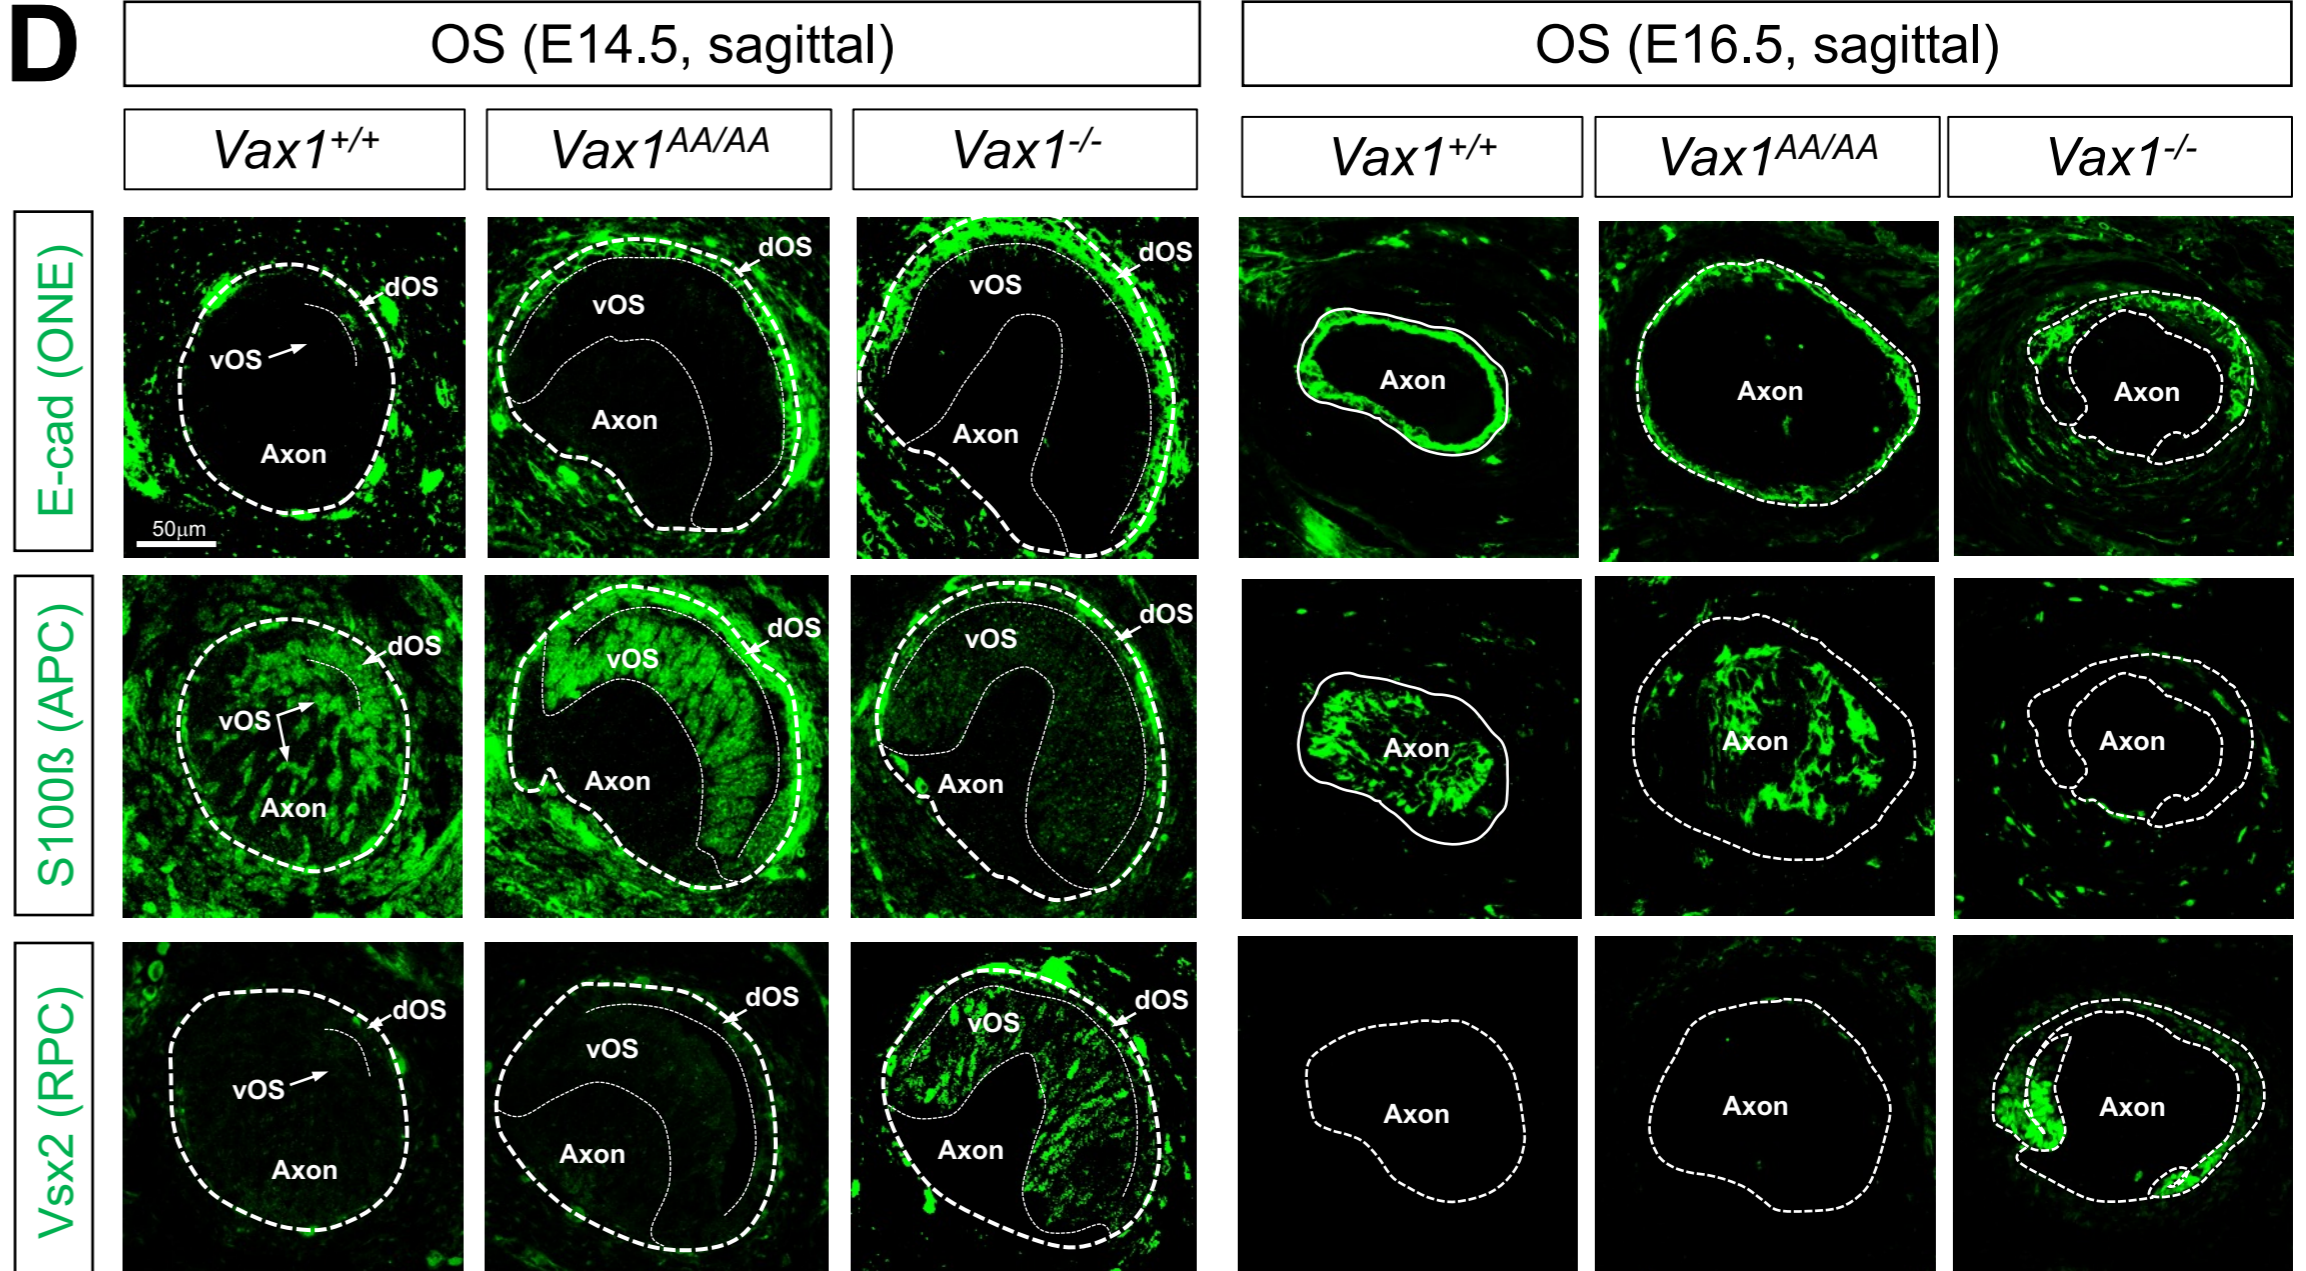 D
OS (E14.5, sagittal)
OS (E16.5, sagittal)
Vax1+/+
Vax1AA/AA
Vax1-/-
Vax1+/+
Vax1AA/AA
Vax1-/-
E-cad (ONE)
dOS
vOS
Axon
50μm
dOS
vOS
Axon
dOS
vOS
Axon
Axon
Axon
Axon
S100ß (APC)
dOS
vOS
Axon
dOS
vOS
Axon
dOS
vOS
Axon
Axon
Axon
Axon
Vsx2 (RPC)
dOS
vOS
Axon
dOS
vOS
Axon
dOS
vOS
Axon
Axon
Axon
Axon